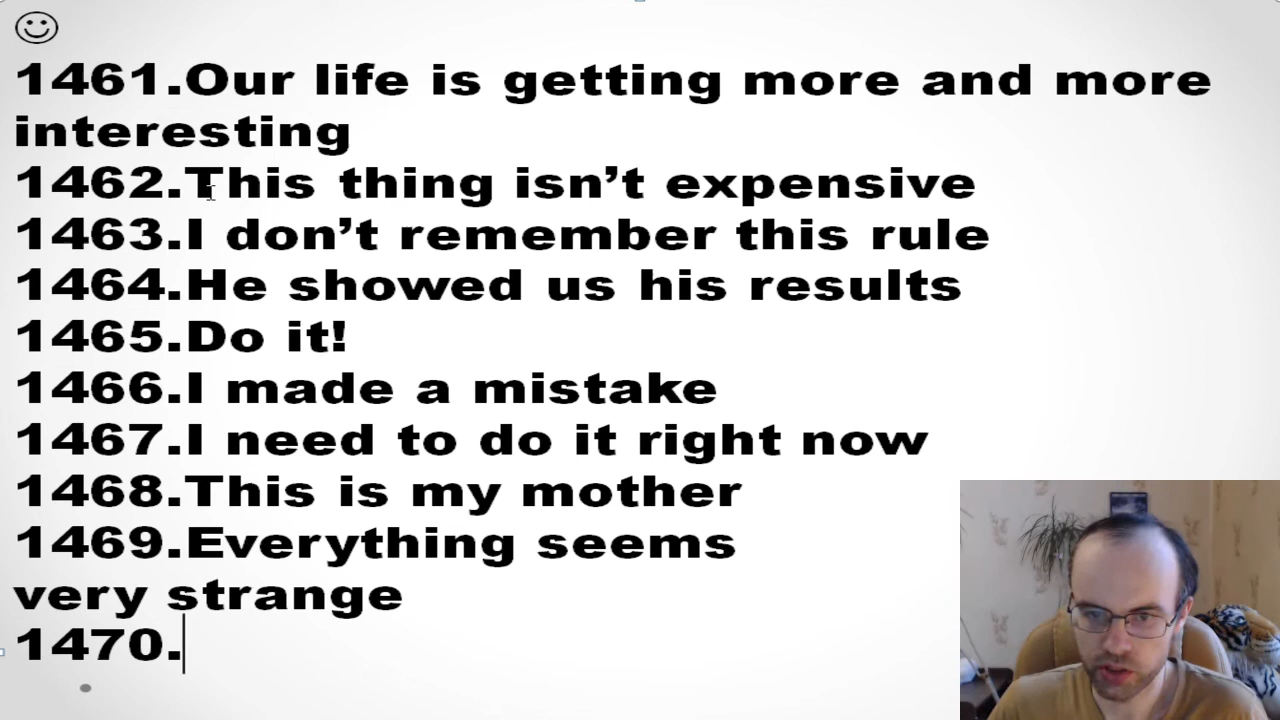 1461.Our life is getting more and more
interesting
1462.This thing isn’t expensive
1463.I don’t remember this rule
1464.He showed us his results
1465.Do it!
1466.I made a mistake
1467.I need to do it right now
1468.This is my mother
1469.Everything seems
very strange
1470.